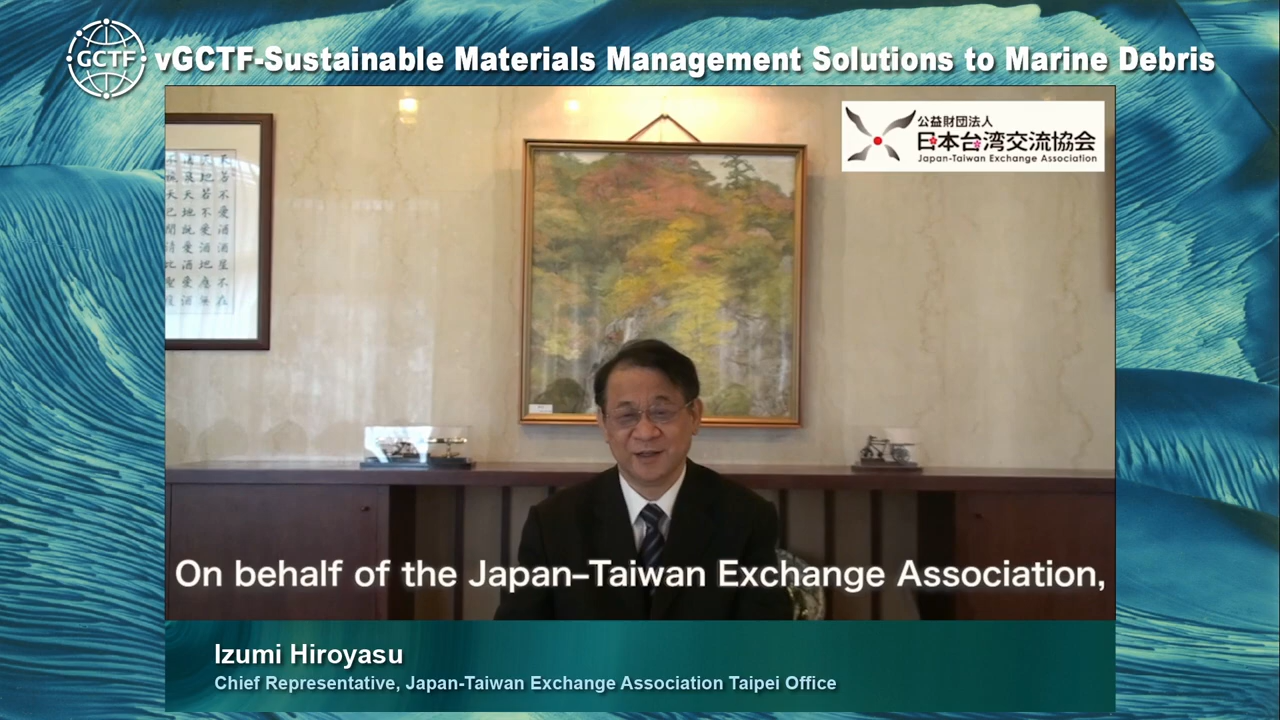 GCTF
vGCTF-Sustainable Materials Management Solutions to Marine Debris
公益財団法人
日本台湾交流協会
Japan-Taiwan Exchange Association
On behalf of the Japan–Taiwan Exchange Association,
Izumi Hiroyasu
Chief Representative, Japan-Taiwan Exchange Association Taipei Office